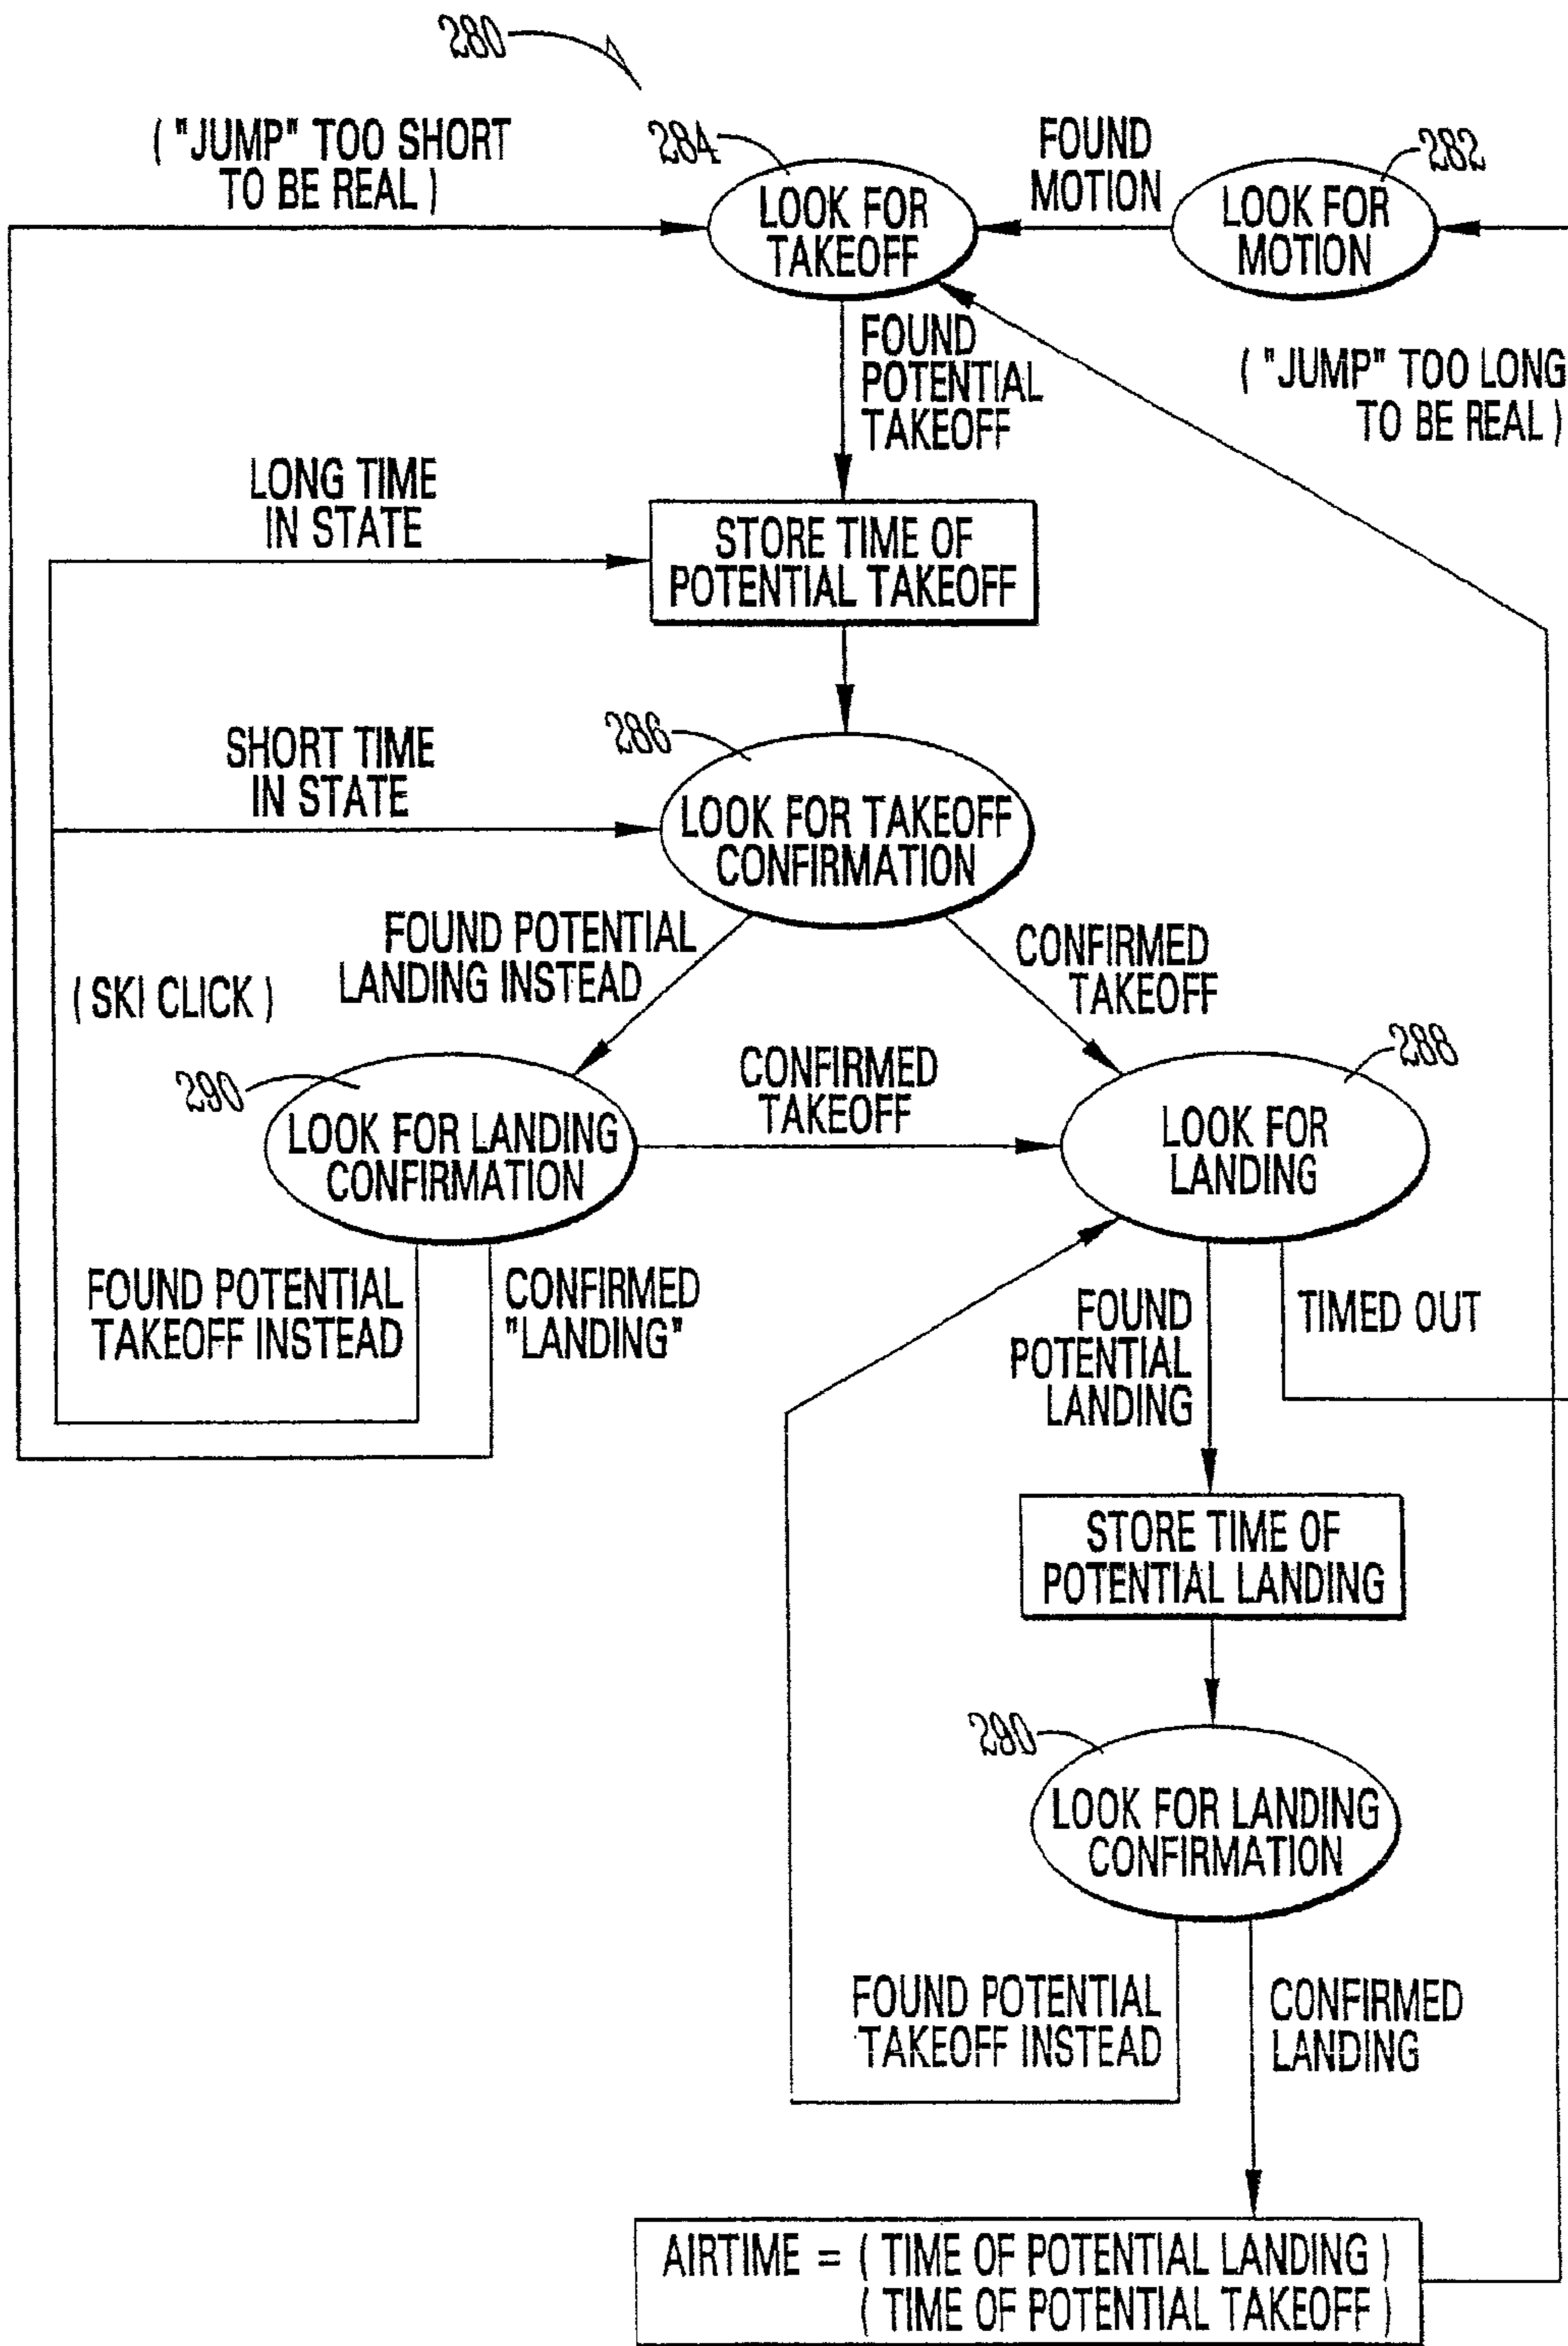 280
( "JUMP" TOO SHORT
TO BE REAL )
284
LOOK FOR
TAKEOFF
FOUND
MOTION
282
LOOK FOR
MOTION
FOUND
POTENTIAL
TAKEOFF
( "JUMP" TOO LONG
TO BE REAL )
LONG TIME
IN STATE
STORE TIME OF
POTENTIAL TAKEOFF
SHORT TIME
IN STATE
286
LOOK FOR TAKEOFF
CONFIRMATION
FOUND POTENTIAL
LANDING INSTEAD
CONFIRMED
TAKEOFF
( SKI CLICK )
290
LOOK FOR LANDING
CONFIRMATION
CONFIRMED
TAKEOFF
288
LOOK FOR
LANDING
FOUND POTENTIAL
TAKEOFF INSTEAD
CONFIRMED
"LANDING"
FOUND
POTENTIAL
LANDING
TIMED OUT
STORE TIME OF
POTENTIAL LANDING
290
LOOK FOR LANDING
CONFIRMATION
FOUND POTENTIAL
TAKEOFF INSTEAD
CONFIRMED
LANDING
AIRTIME = ( TIME OF POTENTIAL LANDING )
( TIME OF POTENTIAL TAKEOFF )